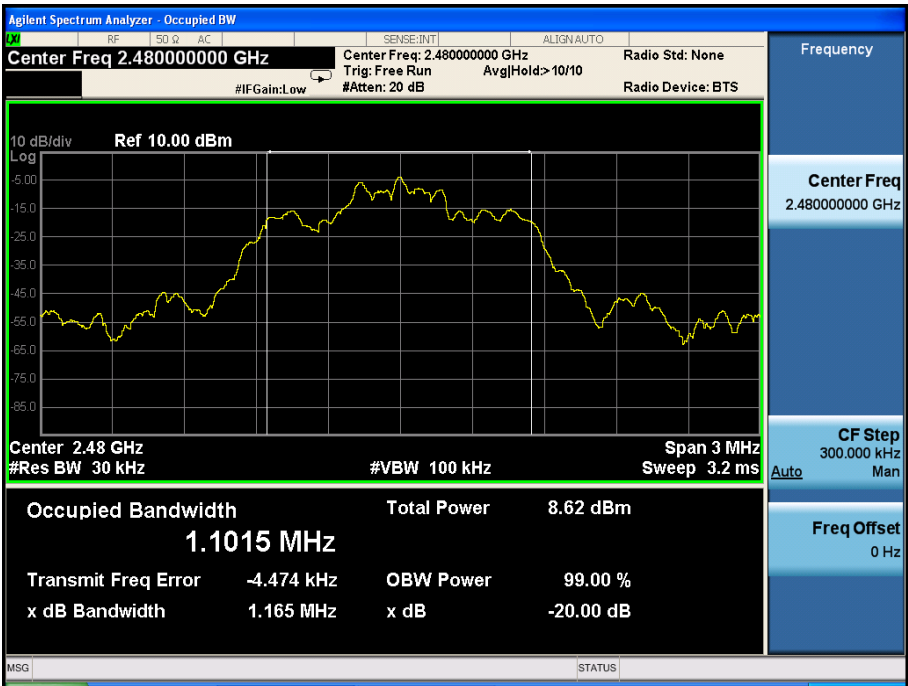 Agilent Spectrum Analyzer - Occupied BW
LXI RF 50 Ω AC SENSE:INT ALIGN AUTO
Center Freq 2.480000000 GHz
Center Freq: 2.480000000 GHz
Radio Std: None
Trig: Free Run Avg|Hold:> 10/10
#IFGain:Low #Atten: 20 dB
Radio Device: BTS
Frequency
10 dB/div Ref 10.00 dBm
Log
-5.00
-15.0
-25.0
-35.0
-45.0
-55.0
-65.0
-75.0
-85.0
Center Freq
2.480000000 GHz
Center 2.48 GHz Span 3 MHz
#Res BW 30 kHz #VBW 100 kHz Sweep 3.2 ms
CF Step
300.000 kHz
Auto Man
Occupied Bandwidth Total Power 8.62 dBm
1.1015 MHz
Transmit Freq Error -4.474 kHz OBW Power 99.00 %
x dB Bandwidth 1.165 MHz x dB -20.00 dB
Freq Offset
0 Hz
MSG STATUS